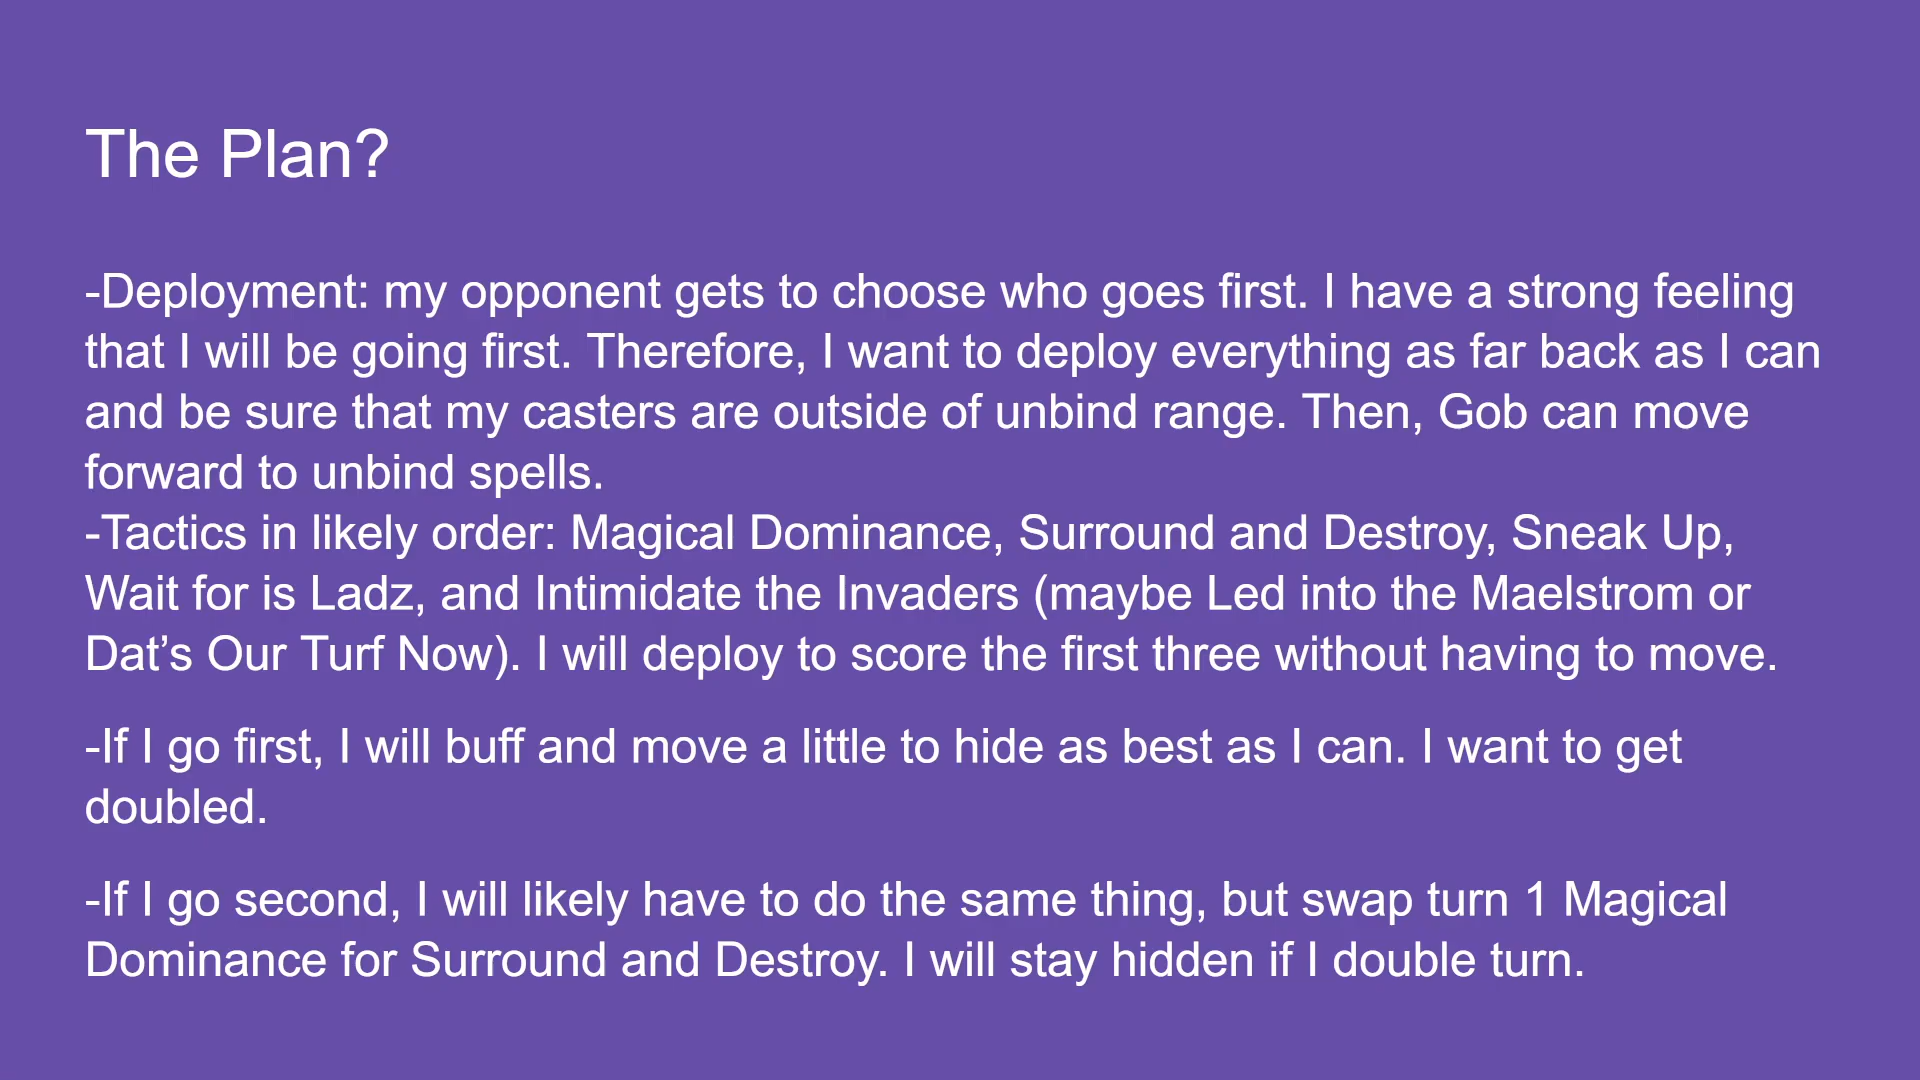 The Plan?
-Deployment: my opponent gets to choose who goes first. I have a strong feeling
that I will be going first. Therefore, I want to deploy everything as far back as I can
and be sure that my casters are outside of unbind range. Then, Gob can move
forward to unbind spells.
-Tactics in likely order: Magical Dominance, Surround and Destroy, Sneak Up,
Wait for is Ladz, and Intimidate the Invaders (maybe Led into the Maelstrom or
Dat’s Our Turf Now). I will deploy to score the first three without having to move.
-If I go first, I will buff and move a little to hide as best as I can. I want to get
doubled.
-If I go second, I will likely have to do the same thing, but swap turn 1 Magical
Dominance for Surround and Destroy. I will stay hidden if I double turn.